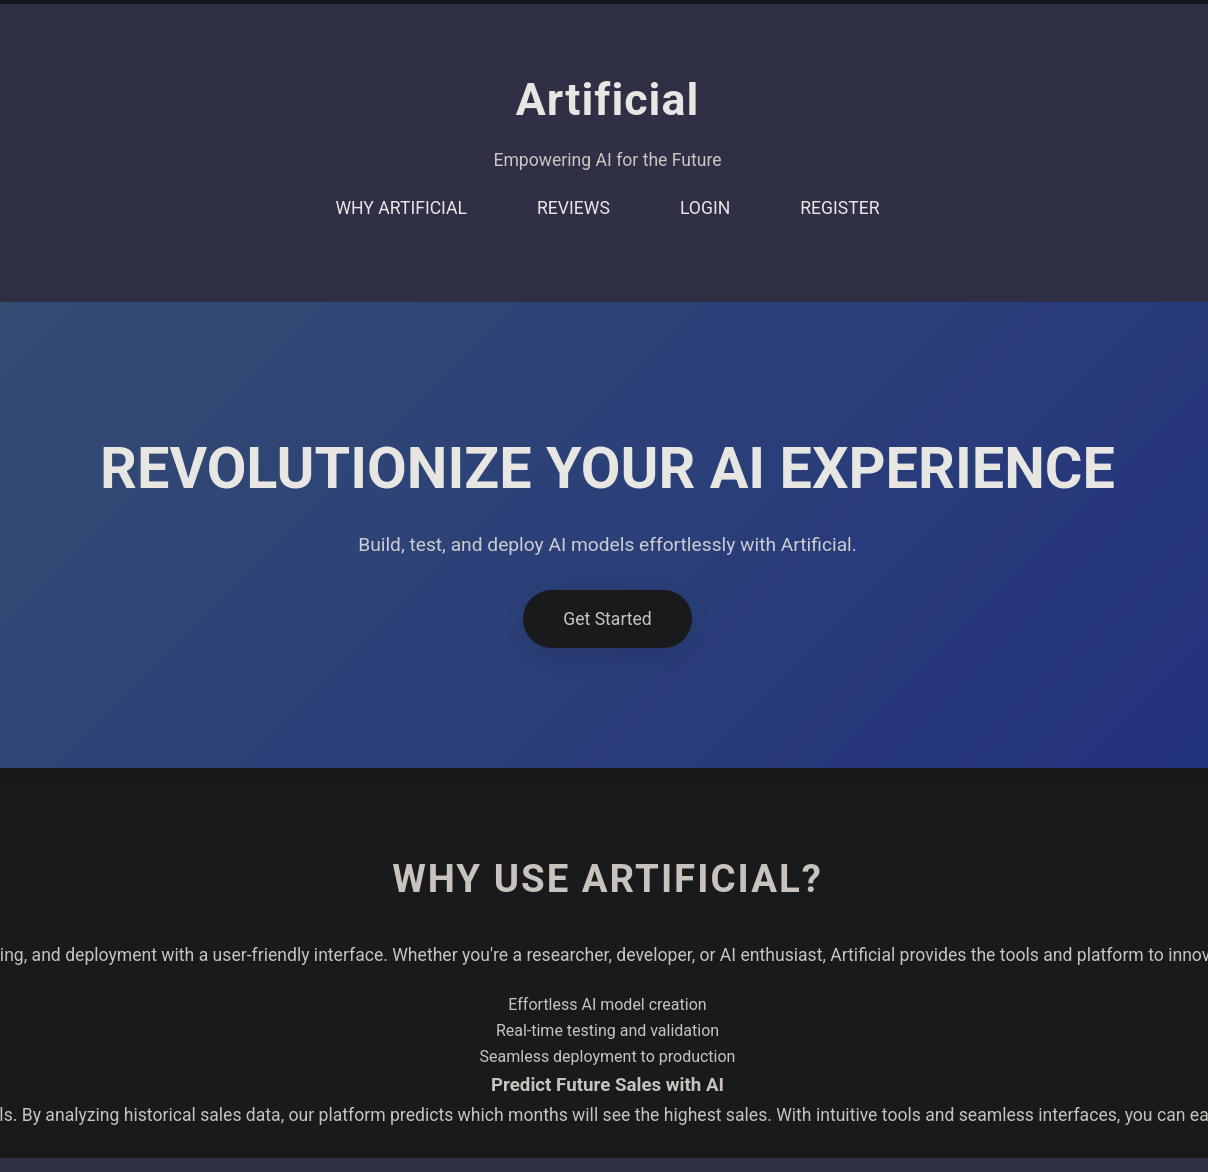 Artificial
Empowering AI for the Future
WHY ARTIFICIAL REVIEWS LOGIN REGISTER
REVOLUTIONIZE YOUR AI EXPERIENCE
Build, test, and deploy AI models effortlessly with Artificial.
Get Started
WHY USE ARTIFICIAL?
ing, and deployment with a user-friendly interface. Whether you're a researcher, developer, or AI enthusiast, Artificial provides the tools and platform to innov
Effortless AI model creation
Real-time testing and validation
Seamless deployment to production
Predict Future Sales with AI
ls. By analyzing historical sales data, our platform predicts which months will see the highest sales. With intuitive tools and seamless interfaces, you can ea